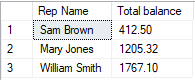 Rep Name Total balance
1 Sam Brown 412.50
2 Mary Jones 1205.32
3 William Smith 1767.10